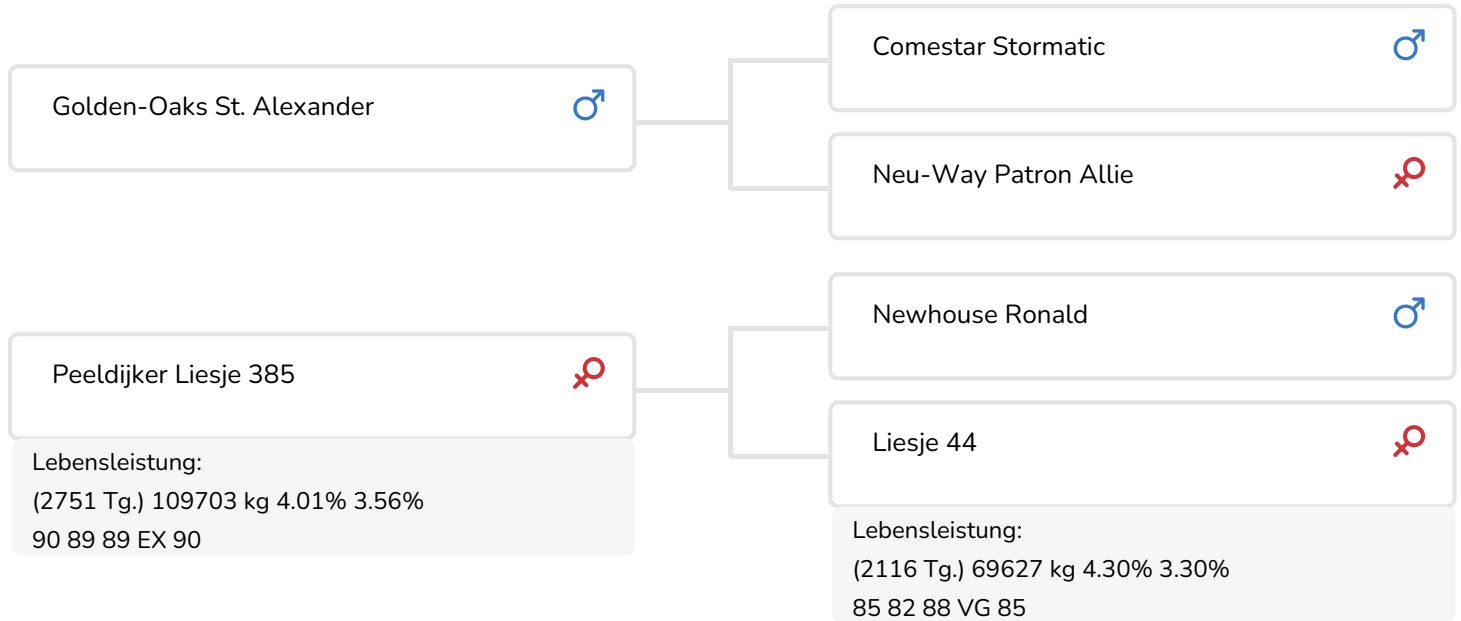 Golden-Oaks St. Alexander
Comestar Stormatic
Neu-Way Patron Allie
Peeldijker Liesje 385
Lebensleistung:
(2751 Tg.) 109703 kg 4.01% 3.56%
90 89 89 EX 90
Newhouse Ronald
Liesje 44
Lebensleistung:
(2116 Tg.) 69627 kg 4.30% 3.30%
85 82 88 VG 85